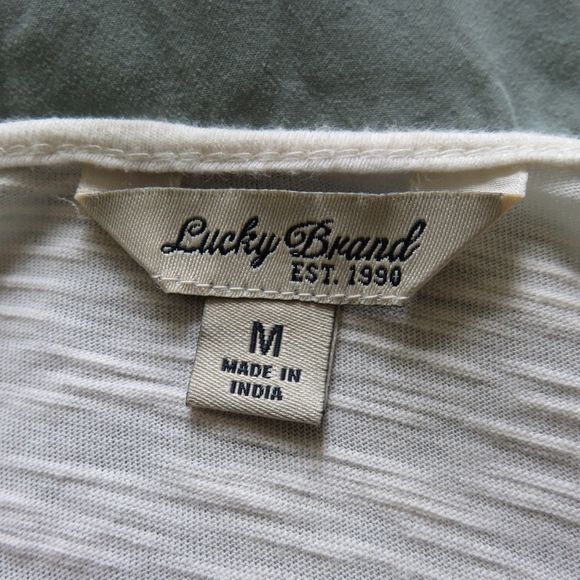 Lucky Brand
EST. 1990
M
MADE IN
INDIA